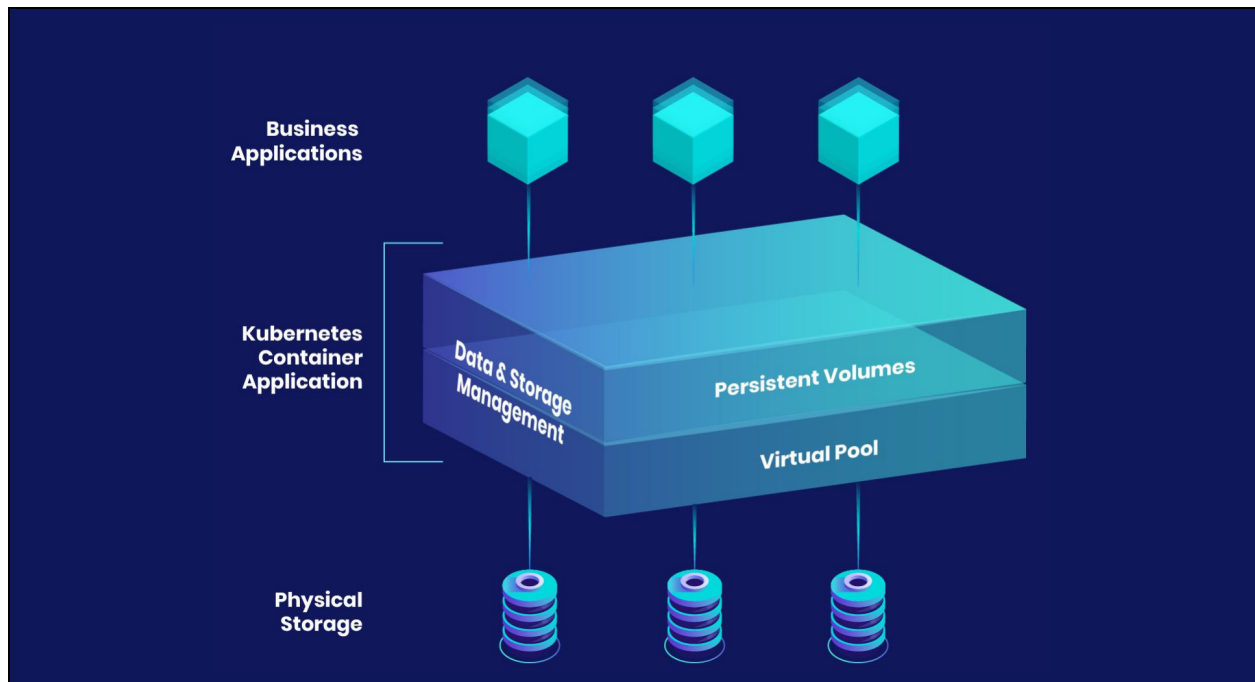 Business
Applications
Kubernetes
Container
Application
Data & Storage
Management
Persistent Volumes
Virtual Pool
Physical
Storage